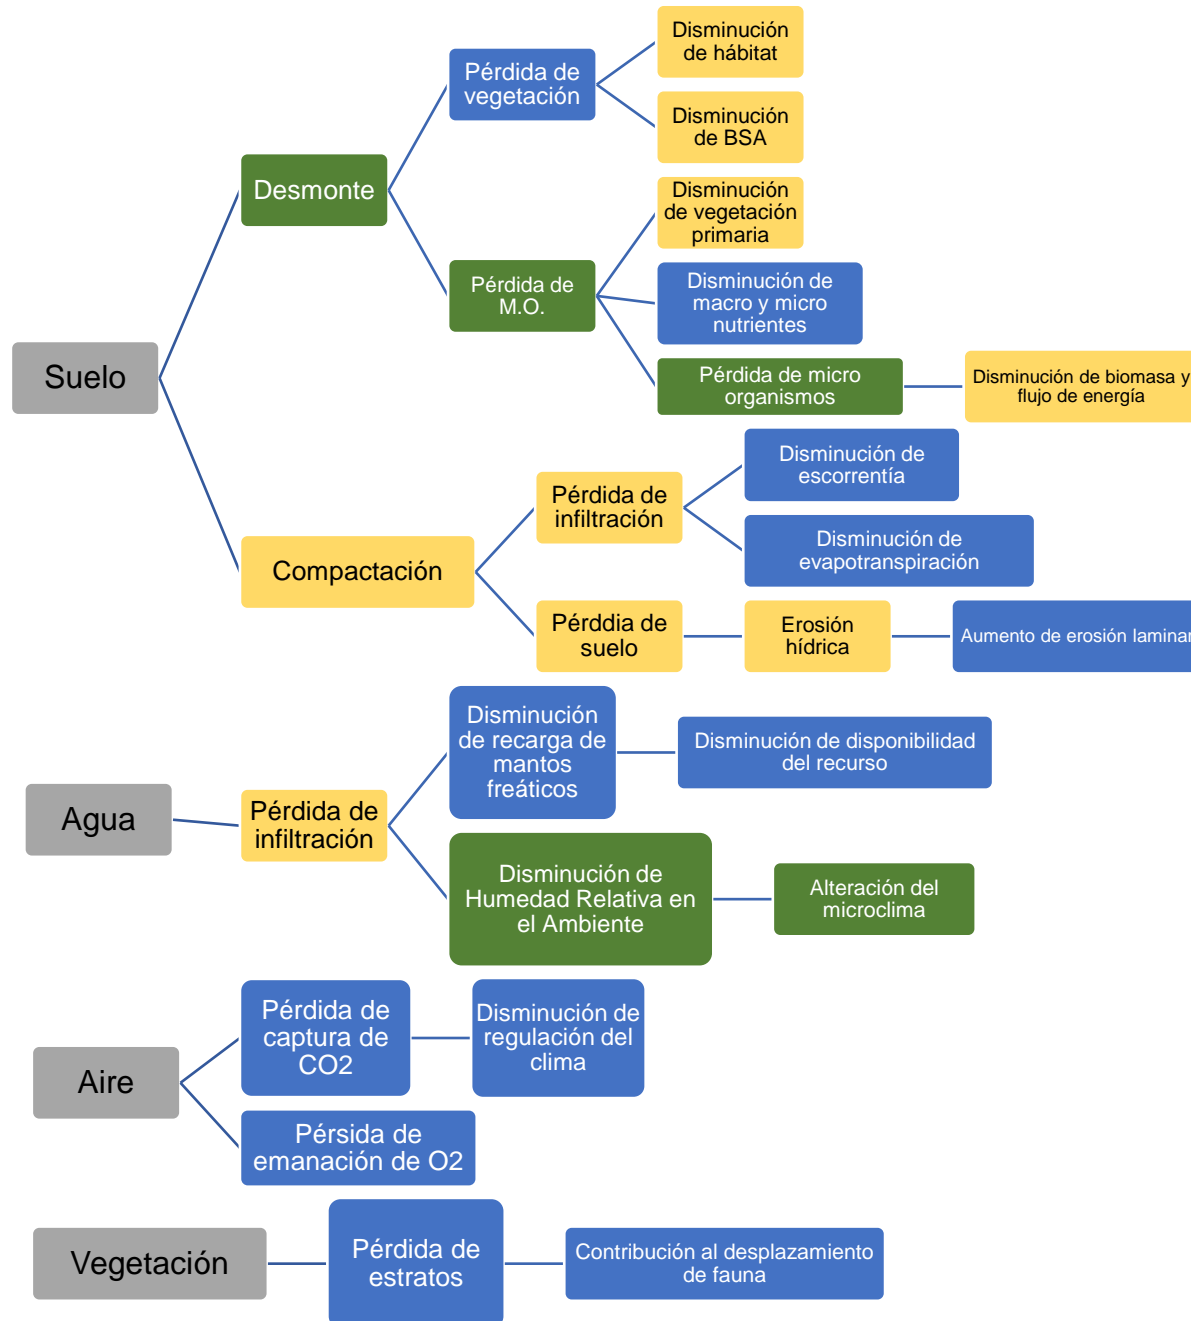 Suelo
Desmonte
Pérdida de
vegetación
Disminución
de hábitat
Disminución
de BSA
Pérdida de
M.O.
Disminución
de vegetación
primaria
Disminución de
macro y micro
nutrientes
Pérdida de micro
organismos
Disminución de biomasa y
flujo de energía
Compactación
Pérdida de
infiltración
Disminución de
escorrentía
Disminución de
evapotranspiración
Pérddia de
suelo
Erosión
hídrica
Aumento de erosión laminar
Agua
Pérdida de
infiltración
Disminución
de recarga de
mantos
freáticos
Disminución de disponibilidad
del recurso
Disminución de
Humedad Relativa en
el Ambiente
Alteración del
microclima
Aire
Pérdida de
captura de
CO2
Disminución de
regulación del
clima
Pérsida de
emanación de O2
Vegetación
Pérdida de
estratos
Contribución al desplazamiento
de fauna